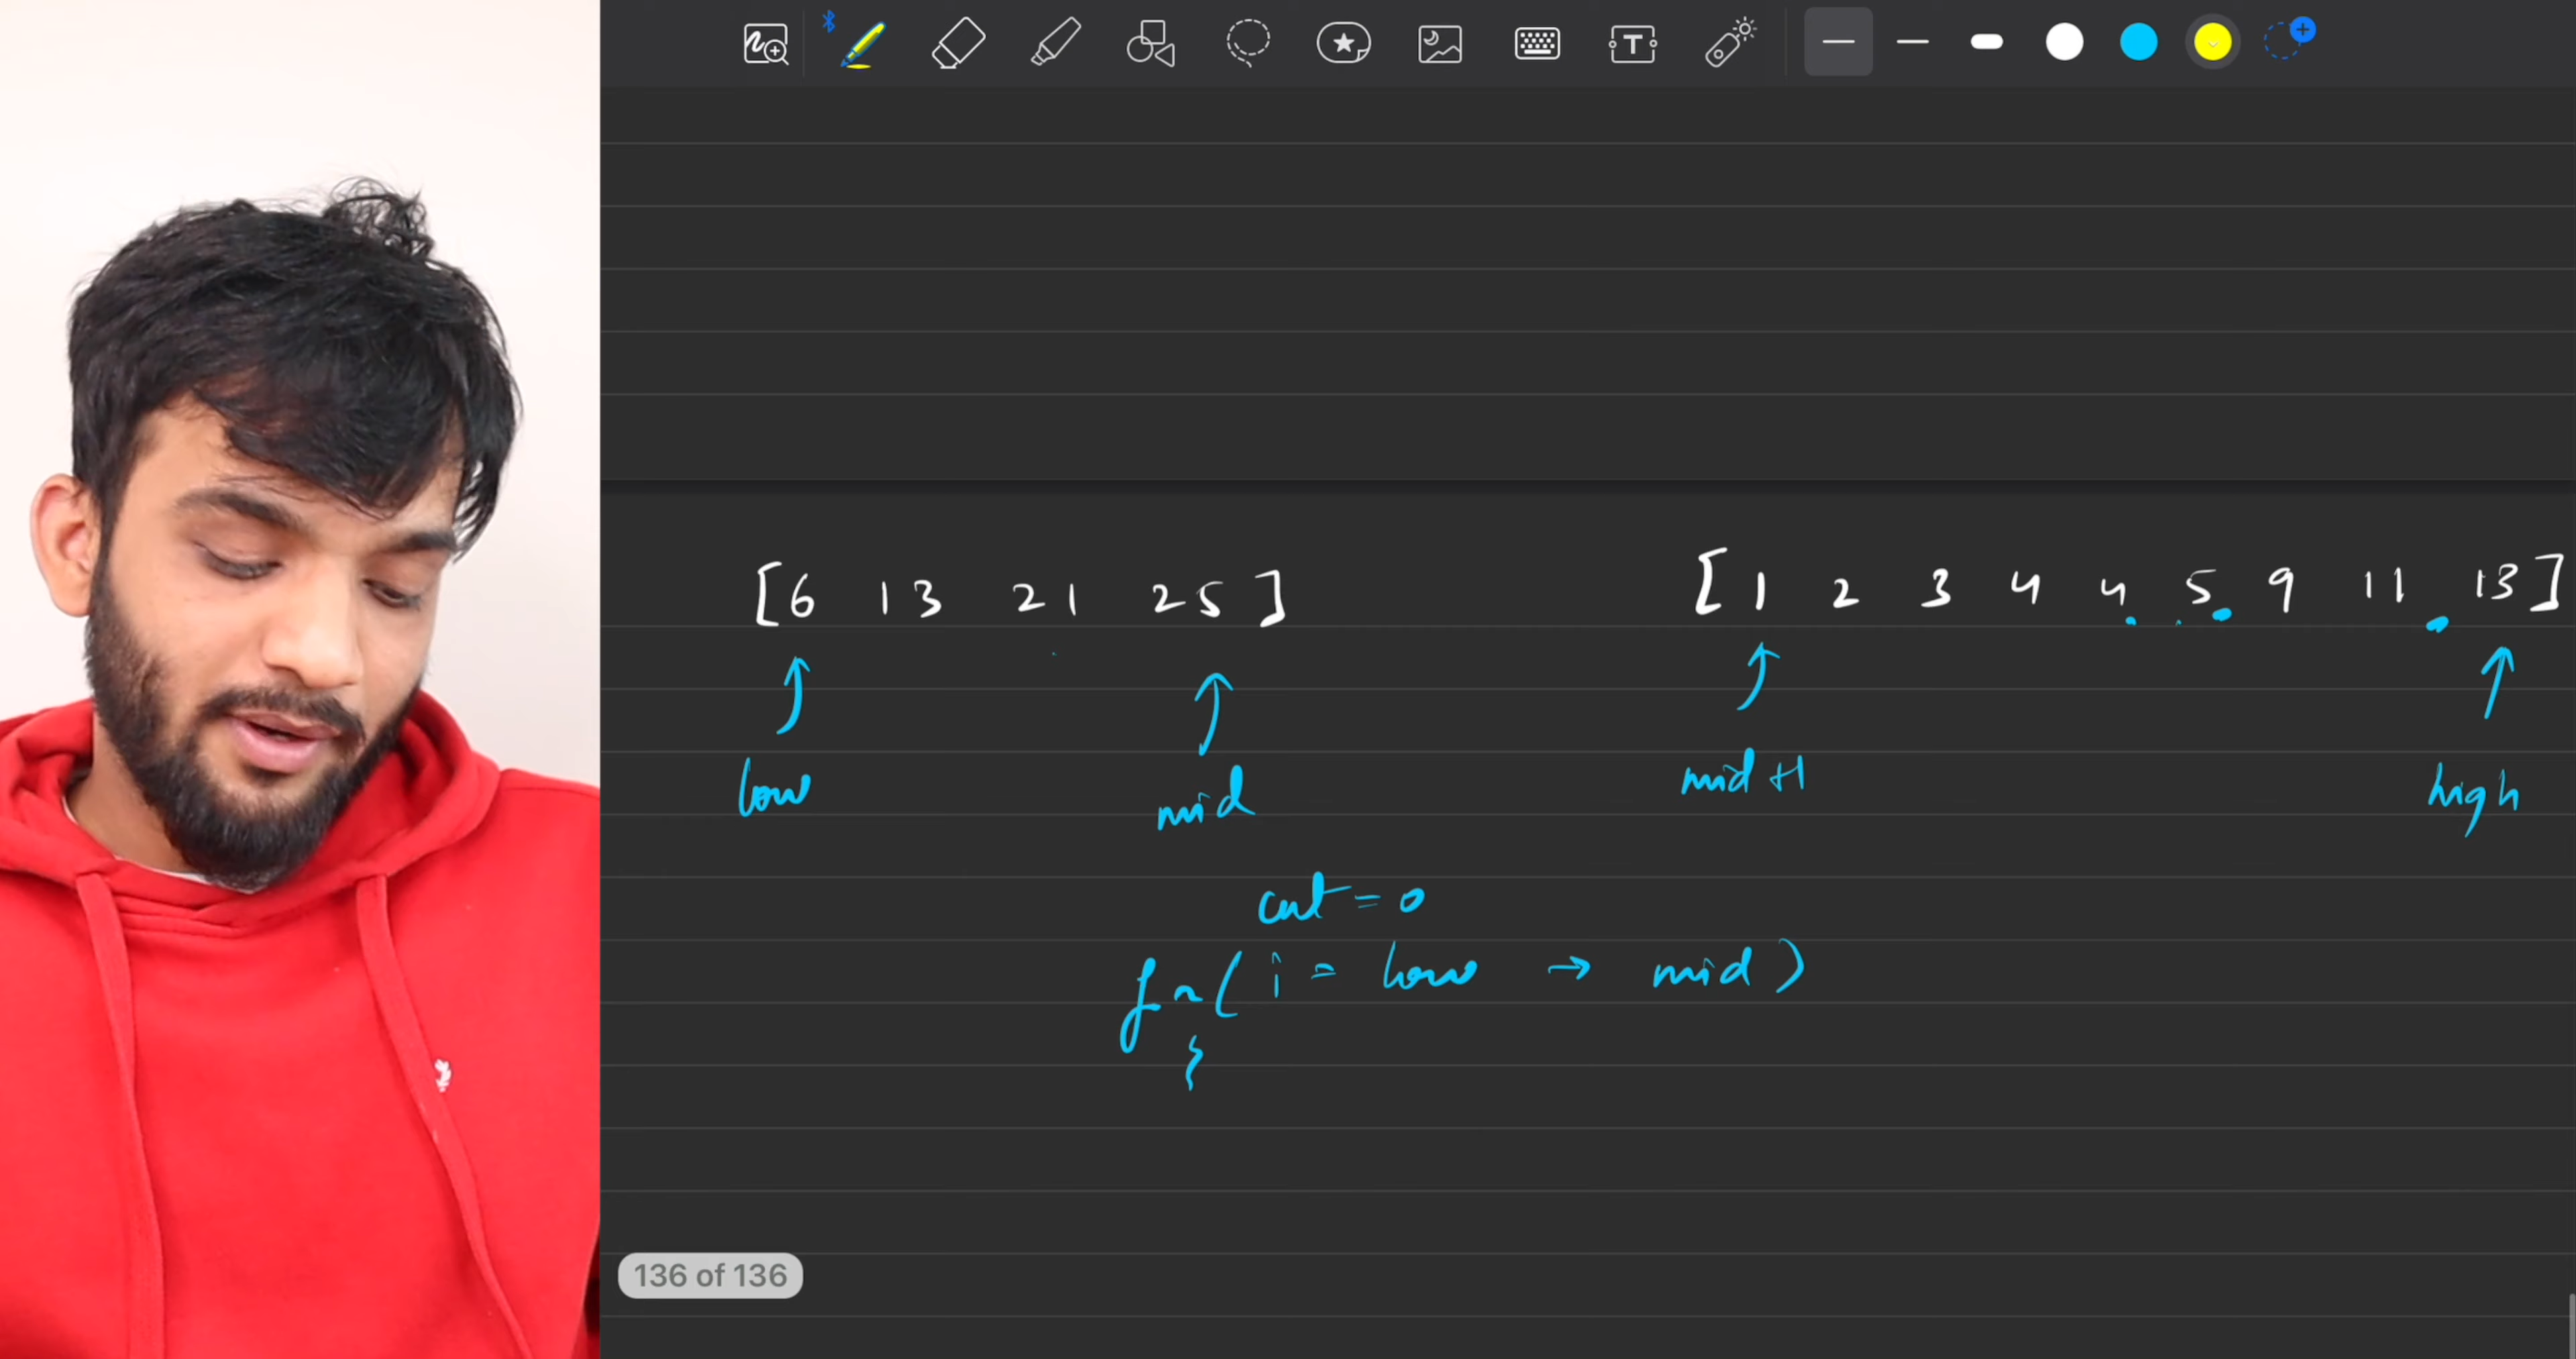 [6 13 21 25] [1 2 3 4 4 5 9 11 13]
low mid mid+1 high
cnt = 0
for( i = low → mid)
{
136 of 136